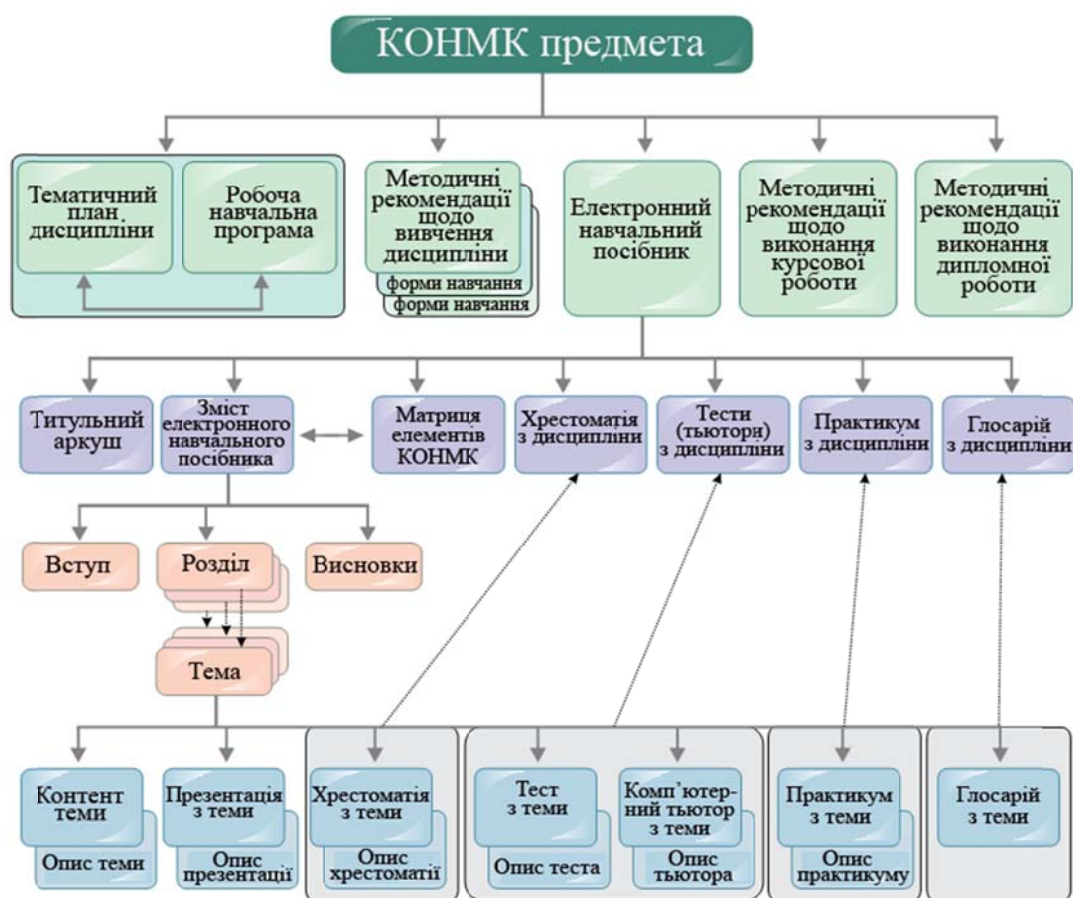 КОНМК предмета
Тематичний
план
дисципліни
Робоча
навчальна
програма
Методичні
рекомендації
щодо
вивчення
дисципліни
форми навчання
форми навчання
Електронний
навчальний
посібник
Методичні
рекомендації
щодо
виконання
курсової
роботи
Методичні
рекомендації
щодо
виконання
дипломної
роботи
Титульний
аркуш
Зміст
електронного
навчального
посібника
Матриця
елементів
КОНМК
Хрестоматія
з дисципліни
Тести
(тьютори)
з дисципліни
Практикум
з дисципліни
Глосарій
з дисципліни
Вступ
Розділ
Висновки
Тема
Контент
теми
Опис теми
Презентація
з теми
Опис
презентації
Хрестоматія
з теми
Опис
хрестоматії
Тест
з теми
Опис теста
Комп’ютер-
ний тьютор
з теми
Опис
тьютора
Практикум
з теми
Опис
практикуму
Глосарій
з теми